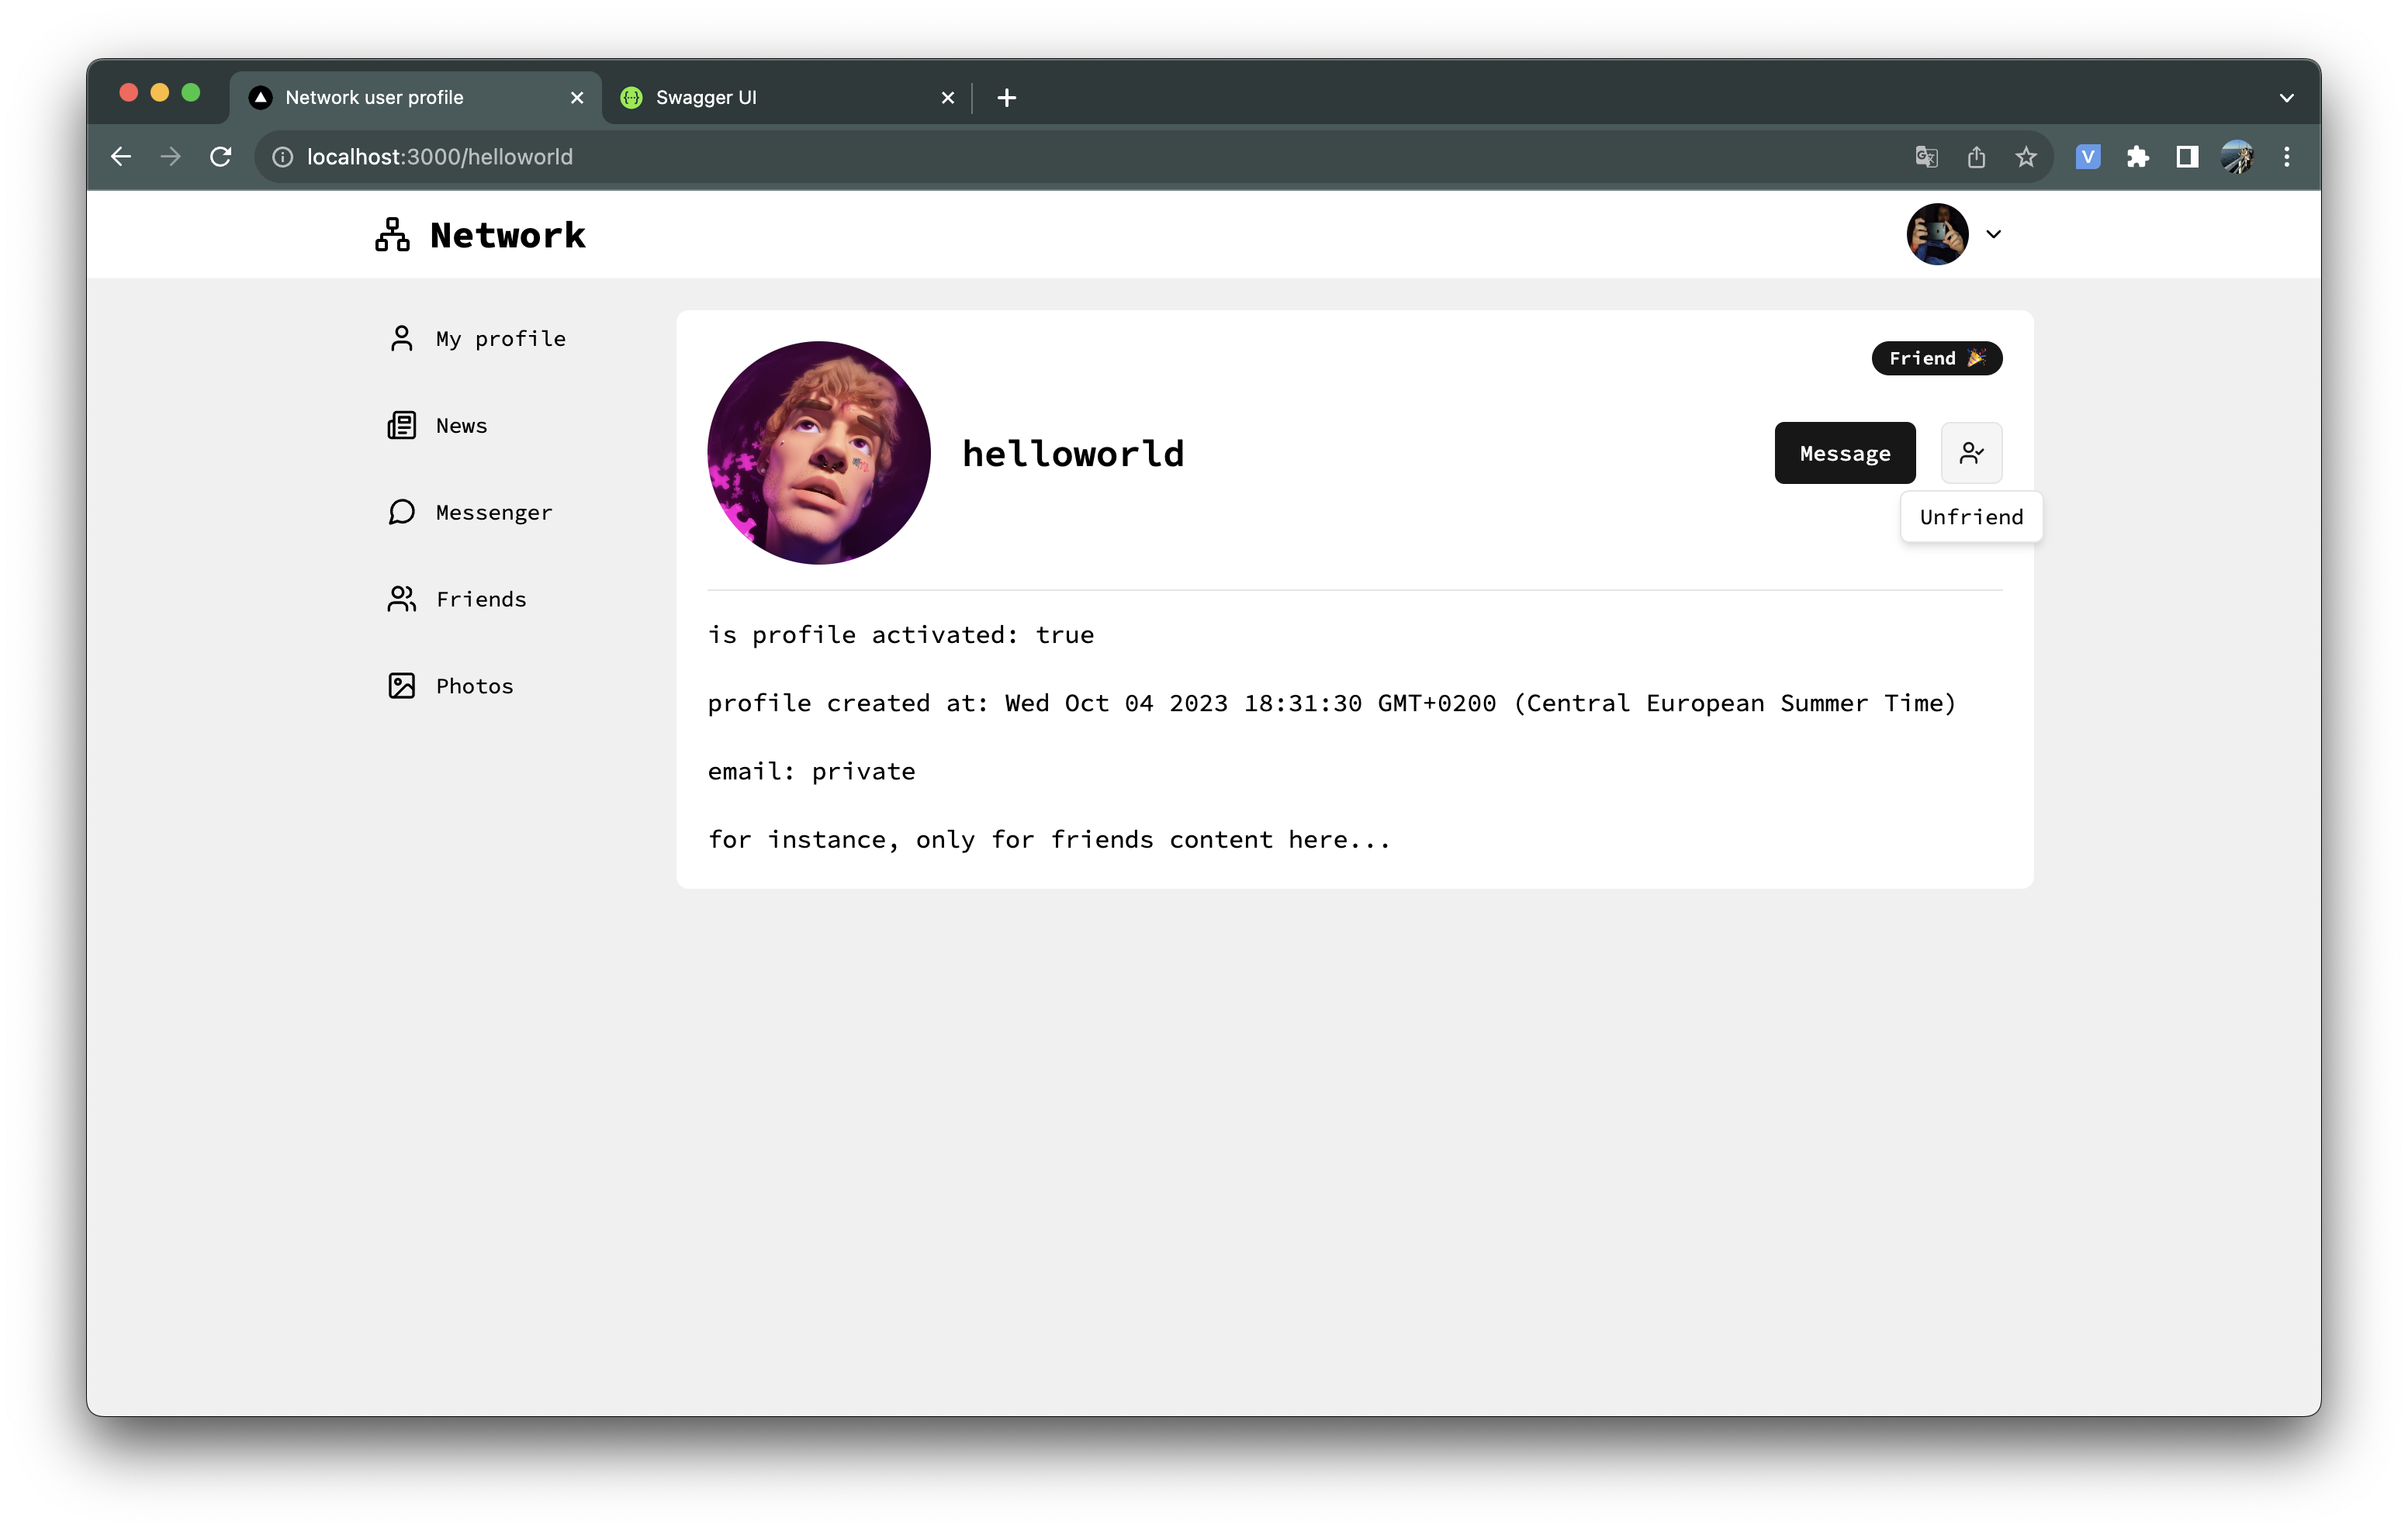 Network user profile
Swagger UI
localhost:3000/helloworld
V
Network
My profile
News
Messenger
Friends
Photos
Friend 🎉
helloworld
Message
Unfriend
is profile activated: true
profile created at: Wed Oct 04 2023 18:31:30 GMT+0200 (Central European Summer Time)
email: private
for instance, only for friends content here...